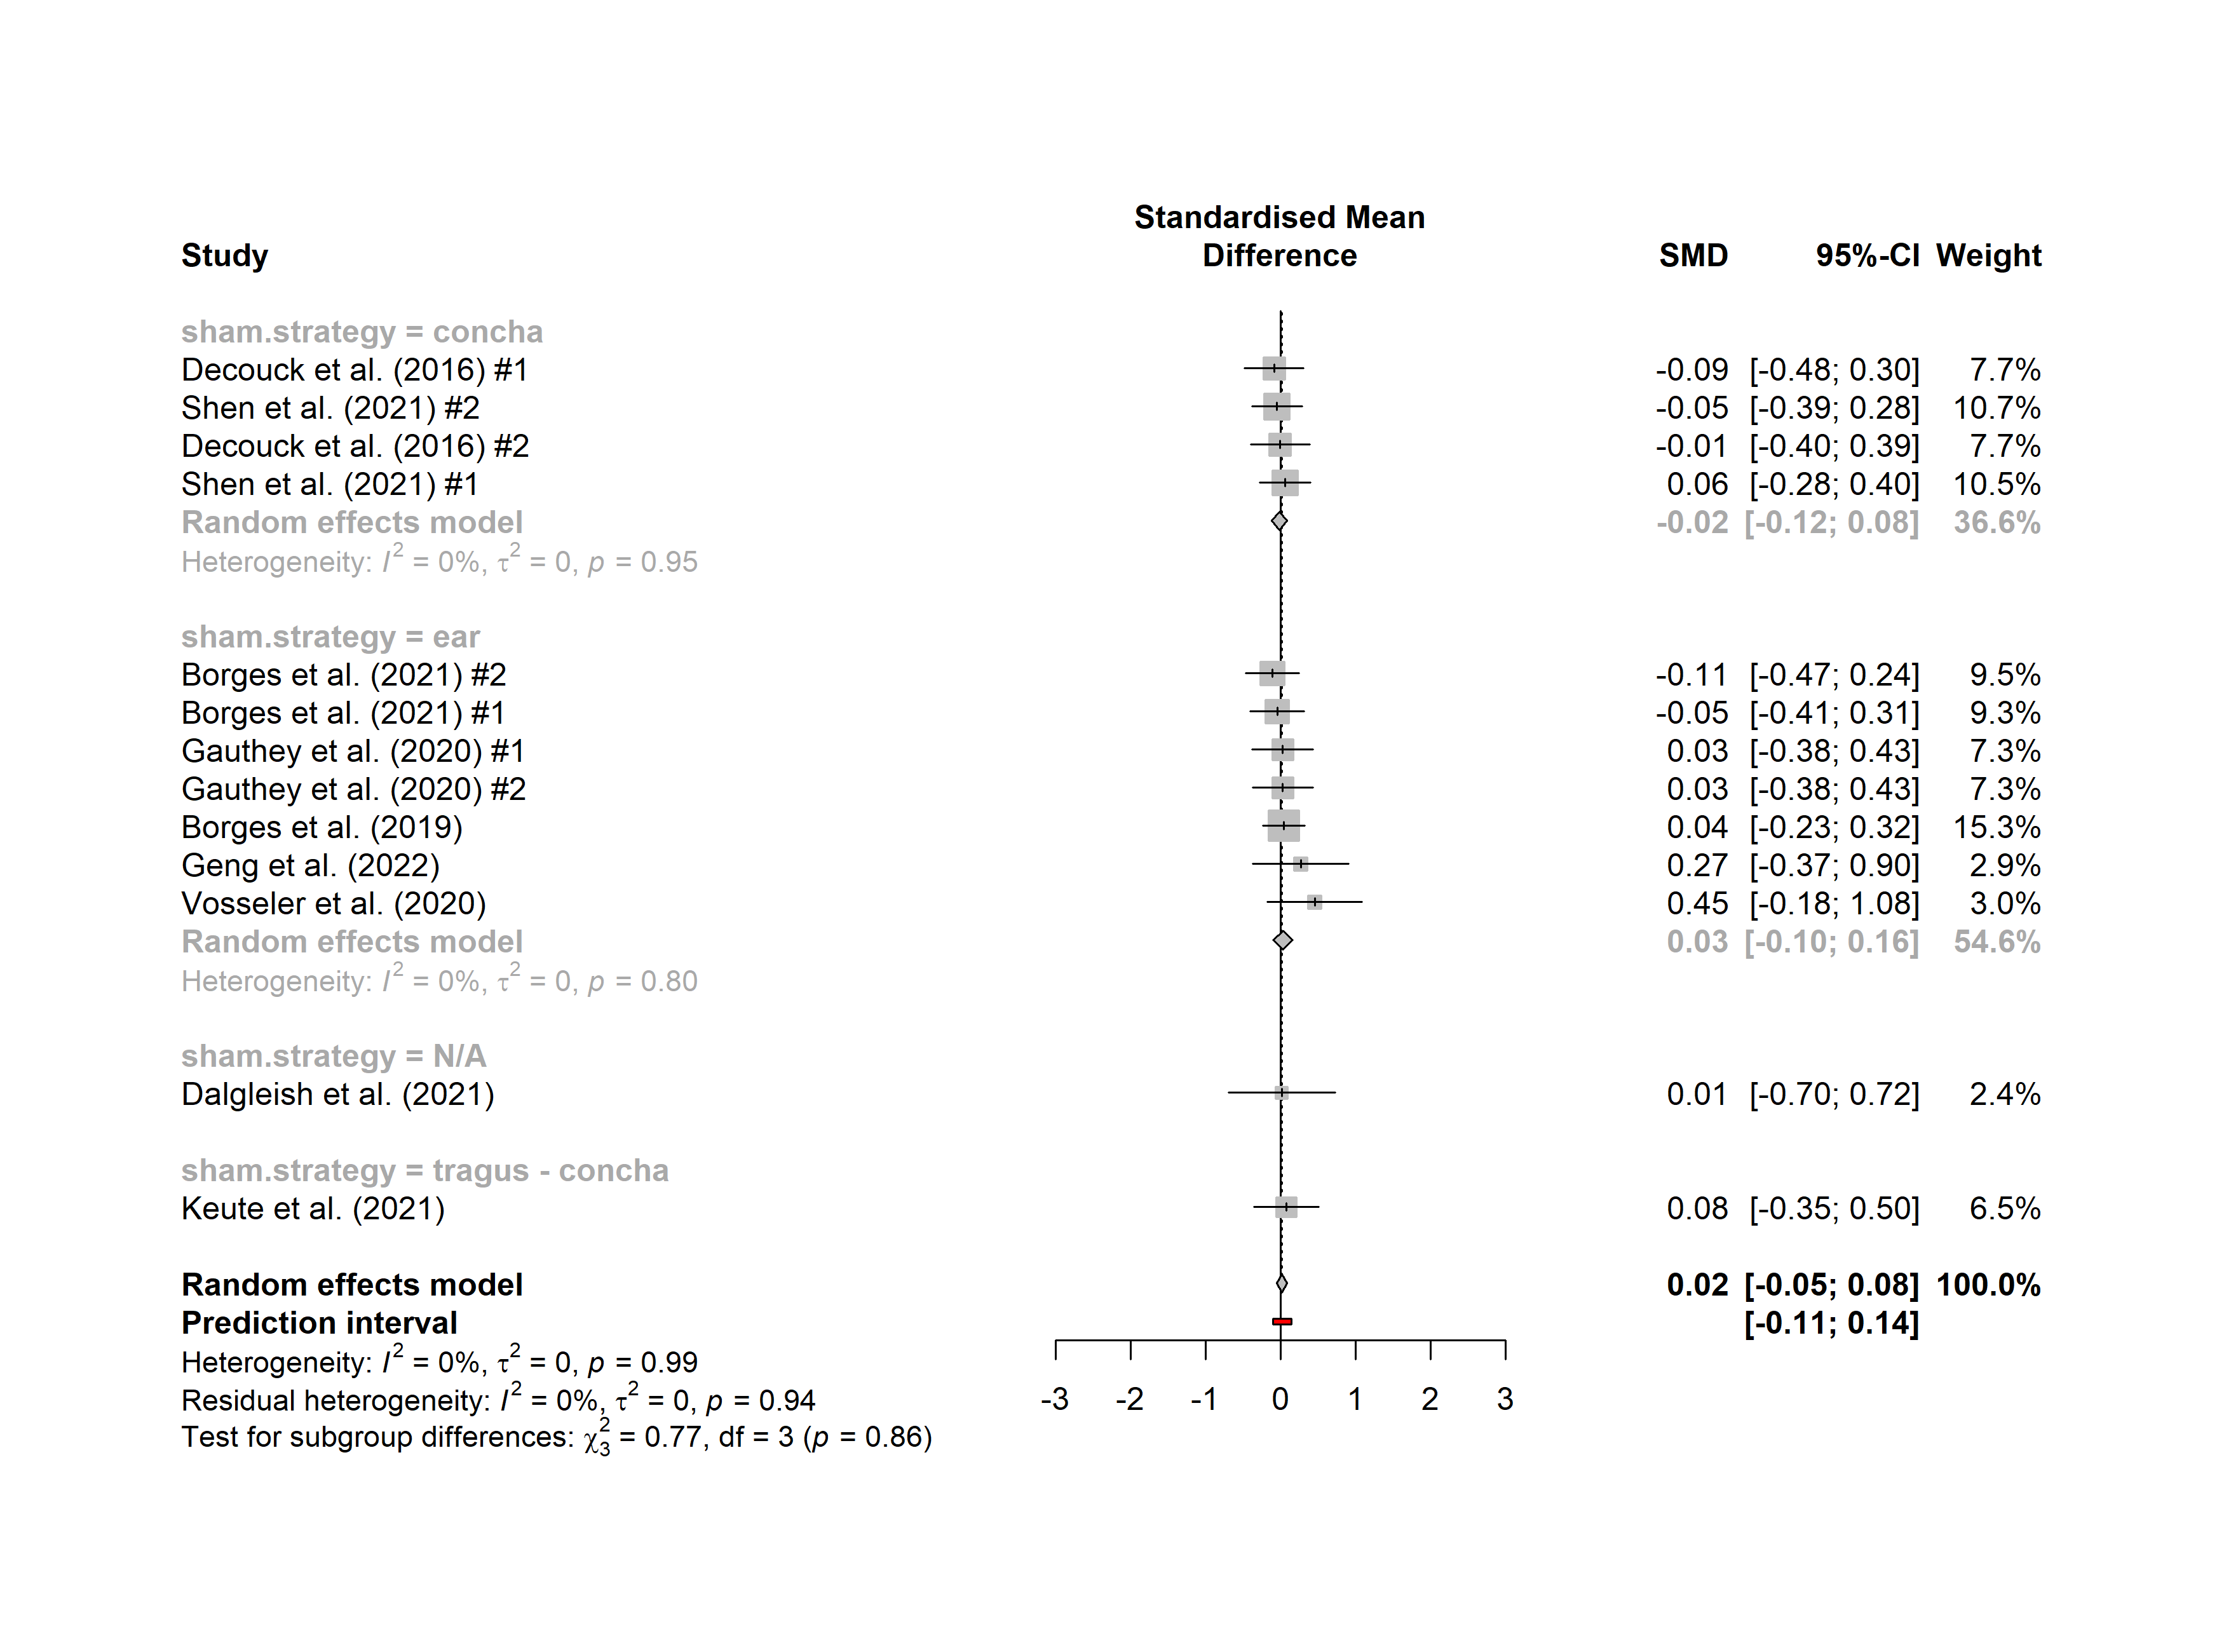 Standardised Mean
Study Difference SMD 95%-CI Weight
sham.strategy = concha
Decouck et al. (2016) #1 -0.09 [-0.48; 0.30] 7.7%
Shen et al. (2021) #2 -0.05 [-0.39; 0.28] 10.7%
Decouck et al. (2016) #2 -0.01 [-0.40; 0.39] 7.7%
Shen et al. (2021) #1 0.06 [-0.28; 0.40] 10.5%
Random effects model -0.02 [-0.12; 0.08] 36.6%
Heterogeneity: I² = 0%, τ² = 0, p = 0.95
sham.strategy = ear
Borges et al. (2021) #2 -0.11 [-0.47; 0.24] 9.5%
Borges et al. (2021) #1 -0.05 [-0.41; 0.31] 9.3%
Gauthey et al. (2020) #1 0.03 [-0.38; 0.43] 7.3%
Gauthey et al. (2020) #2 0.03 [-0.38; 0.43] 7.3%
Borges et al. (2019) 0.04 [-0.23; 0.32] 15.3%
Geng et al. (2022) 0.27 [-0.37; 0.90] 2.9%
Vosseler et al. (2020) 0.45 [-0.18; 1.08] 3.0%
Random effects model 0.03 [-0.10; 0.16] 54.6%
Heterogeneity: I² = 0%, τ² = 0, p = 0.80
sham.strategy = N/A
Dalgleish et al. (2021) 0.01 [-0.70; 0.72] 2.4%
sham.strategy = tragus - concha
Keute et al. (2021) 0.08 [-0.35; 0.50] 6.5%
Random effects model 0.02 [-0.05; 0.08] 100.0%
Prediction interval [-0.11; 0.14]
Heterogeneity: I² = 0%, τ² = 0, p = 0.99
Residual heterogeneity: I² = 0%, τ² = 0, p = 0.94
-3 -2 -1 0 1 2 3
Test for subgroup differences: χ²₃ = 0.77, df = 3 (p = 0.86)